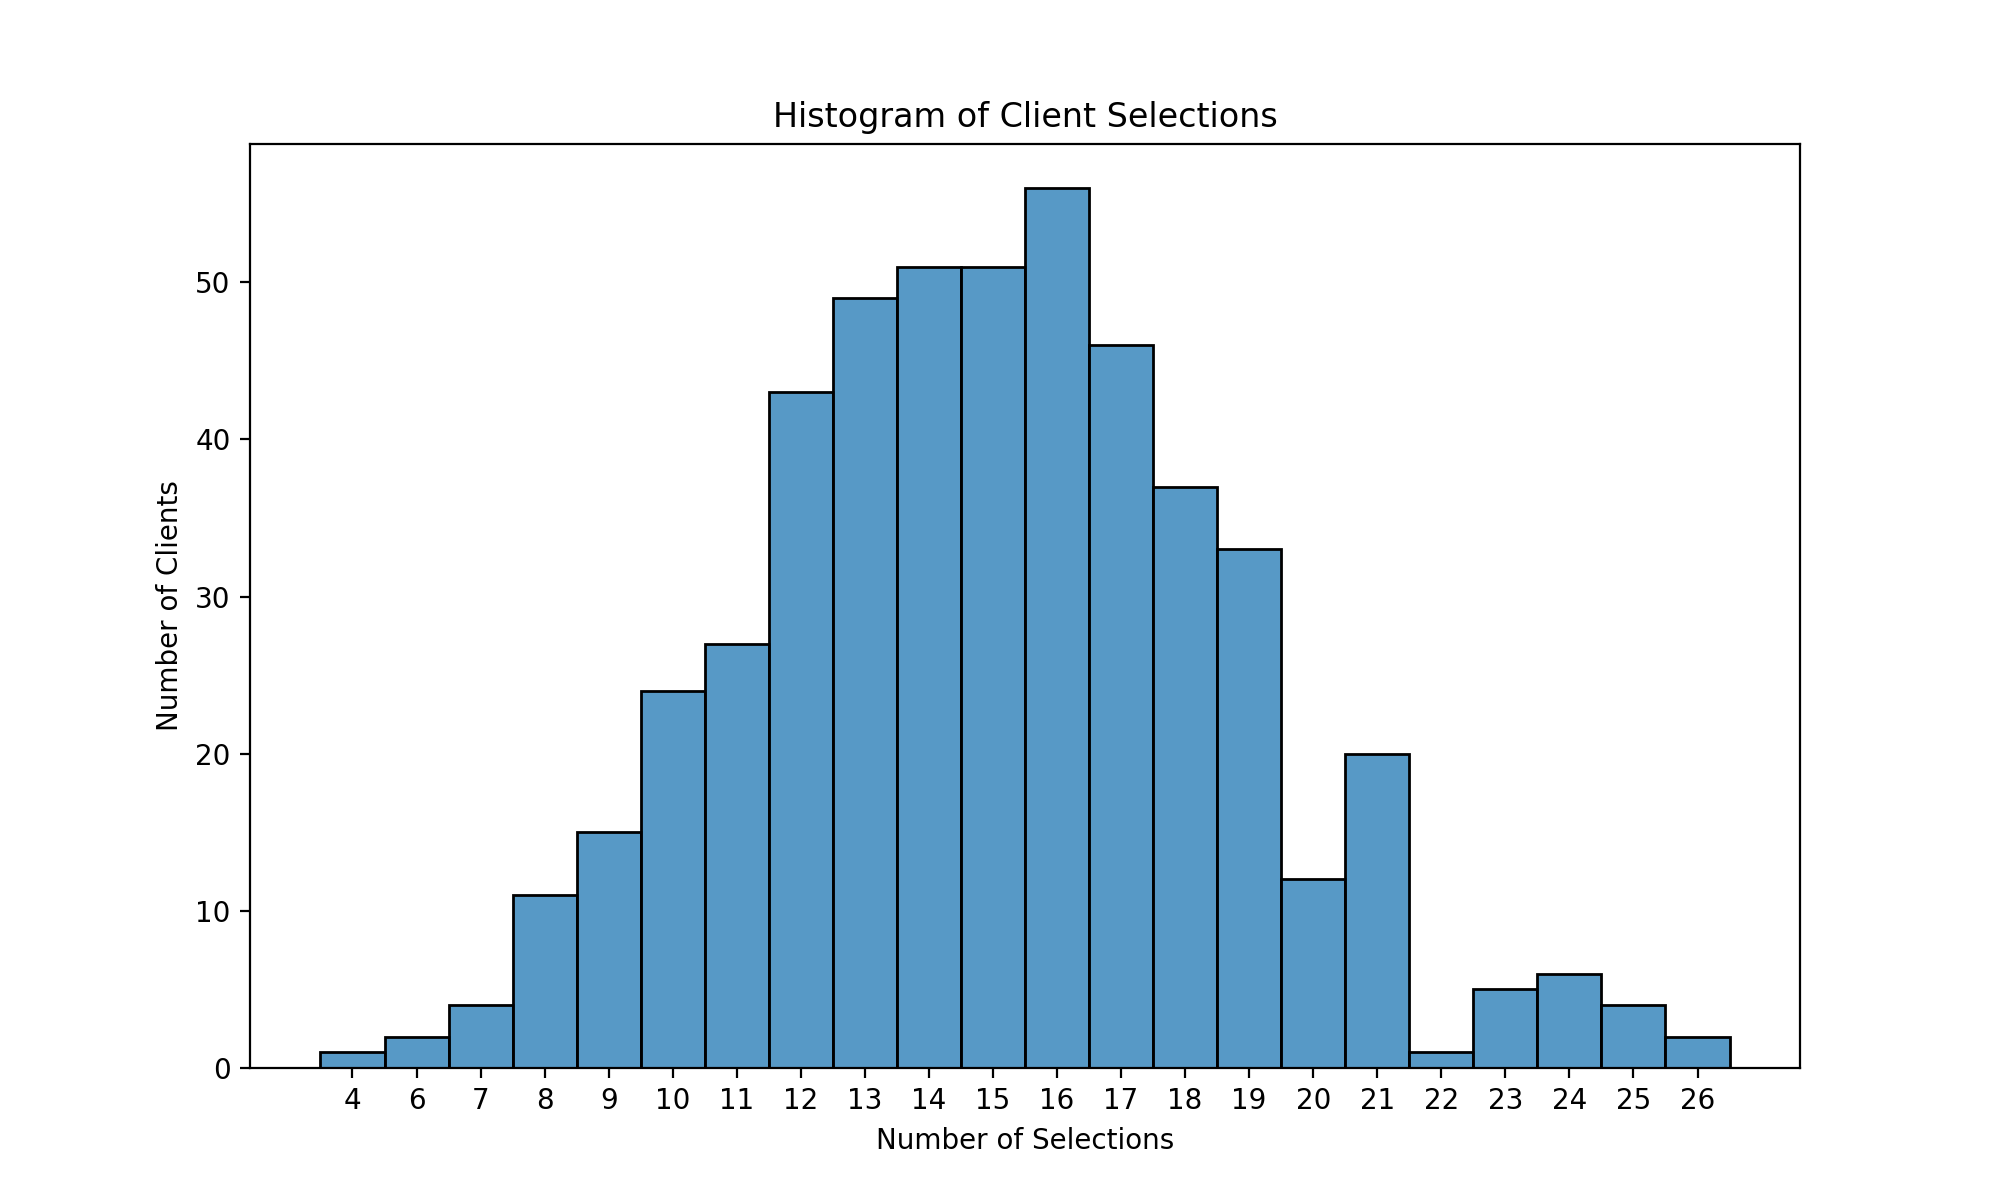 Histogram of Client Selections
50
40
30
20
10
0
Number of Clients
4 6 7 8 9 10 11 12 13 14 15 16 17 18 19 20 21 22 23 24 25 26
Number of Selections